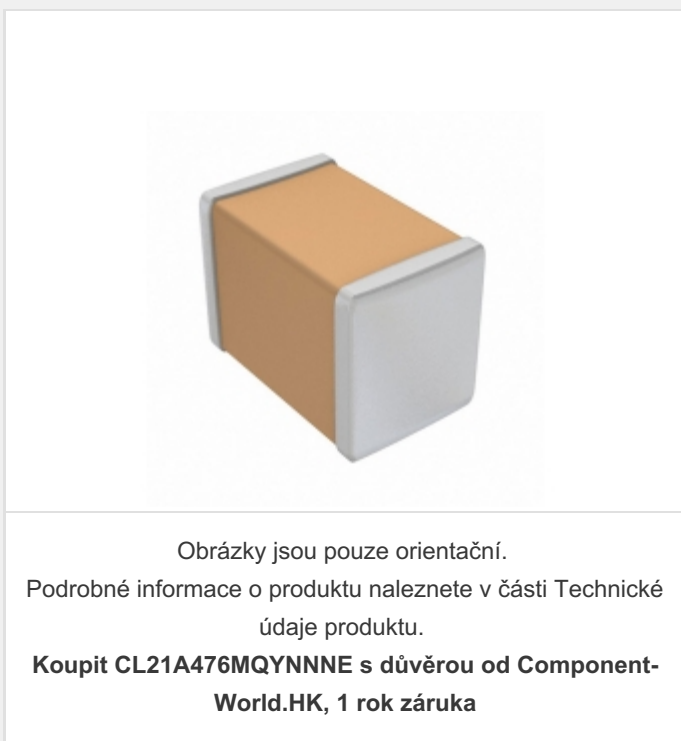 Obrázky jsou pouze orientační.
Podrobné informace o produktu naleznete v části Technické
údaje produktu.
Koupit CL21A476MQYNNNE s důvěrou od Component-
World.HK, 1 rok záruka